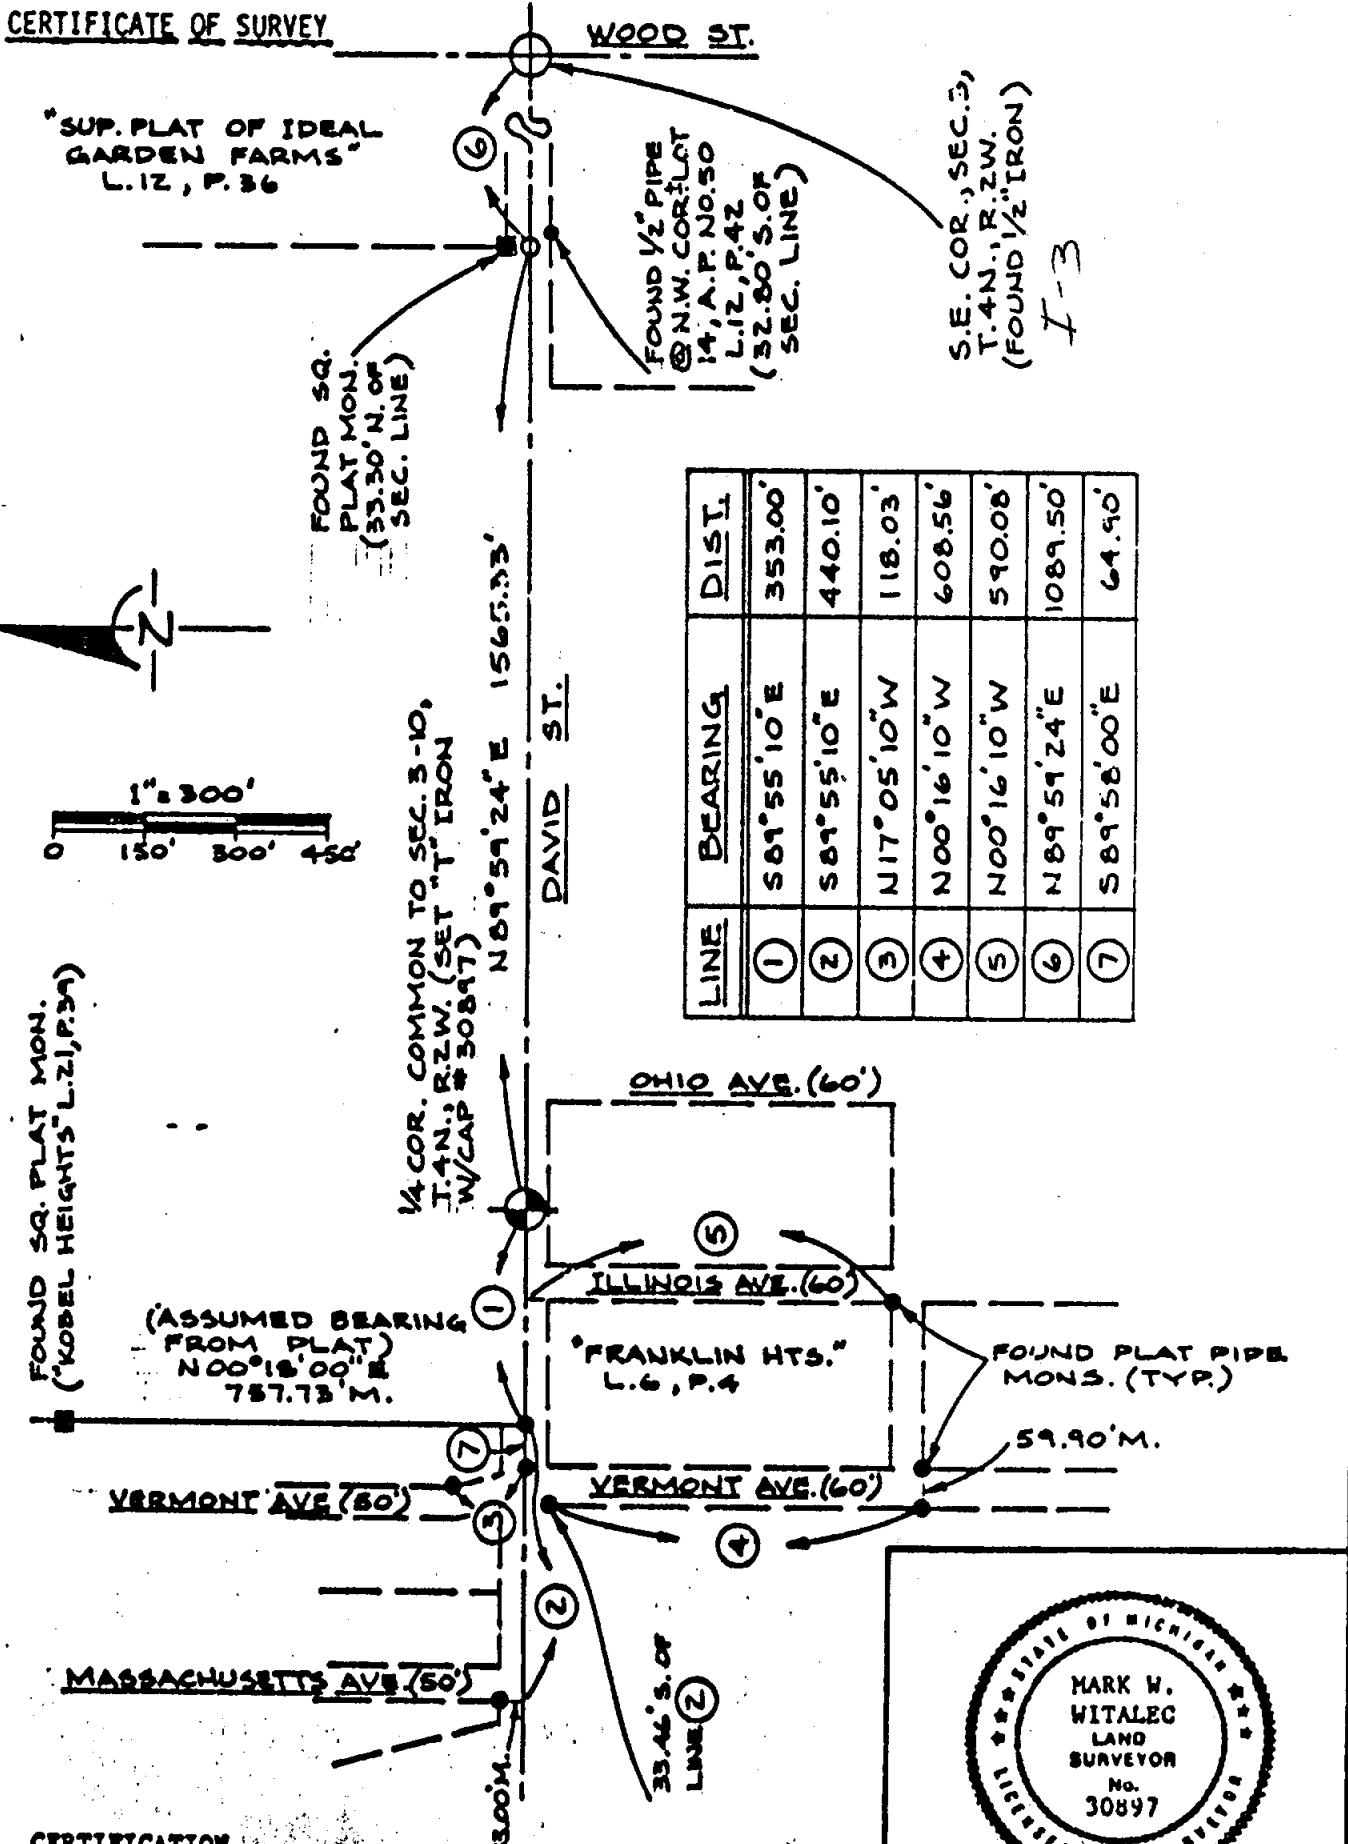 CERTIFICATE OF SURVEY
WOOD ST.
"SUP. PLAT OF IDEAL
GARDEN FARMS"
L.12, P.36
6
FOUND 1/2" PIPE
@ N.W. COR. LOT
14, A.P. NO.50
L.12, P.42
(32.80' S. OF
SEC. LINE)
S.E. COR., SEC.3,
T.4N., R.2W.
(FOUND 1/2" IRON)
I-3
FOUND SQ.
PLAT MON.
(33.30' N. OF
SEC. LINE)
N
1"=300'
0 150' 300' 450'
N89°59'24"E 1565.33'
DAVID ST.
1/4 COR. COMMON TO SEC. 3-10,
T.4N., R.2W. (SET "T" IRON
W/CAP # 30897)
LINE BEARING DIST.
1 S89°55'10"E 353.00'
2 S89°55'10"E 440.10'
3 N17°05'10"W 118.03'
4 N00°16'10"W 608.56'
5 N00°16'10"W 590.08'
6 N89°59'24"E 1089.50'
7 S89°58'00"E 64.90'
FOUND SQ. PLAT MON.
("KOBEL HEIGHTS" L.21, P.39)
OHIO AVE. (60')
5
ILLINOIS AVE. (60')
1
(ASSUMED BEARING
FROM PLAT)
N00°18'00"E
757.73'M.
"FRANKLIN HTS."
L.6, P.4
FOUND PLAT PIPE
MONS. (TYP.)
59.90'M.
7
VERMONT AVE. (60')
VERMONT AVE (50')
3
4
2
MASSACHUSETTS AVE. (50')
33.46' S. OF
LINE 2
STATE OF MICHIGAN
MARK W.
WITALEC
LAND
SURVEYOR
No.
30897
CERTIFICATION